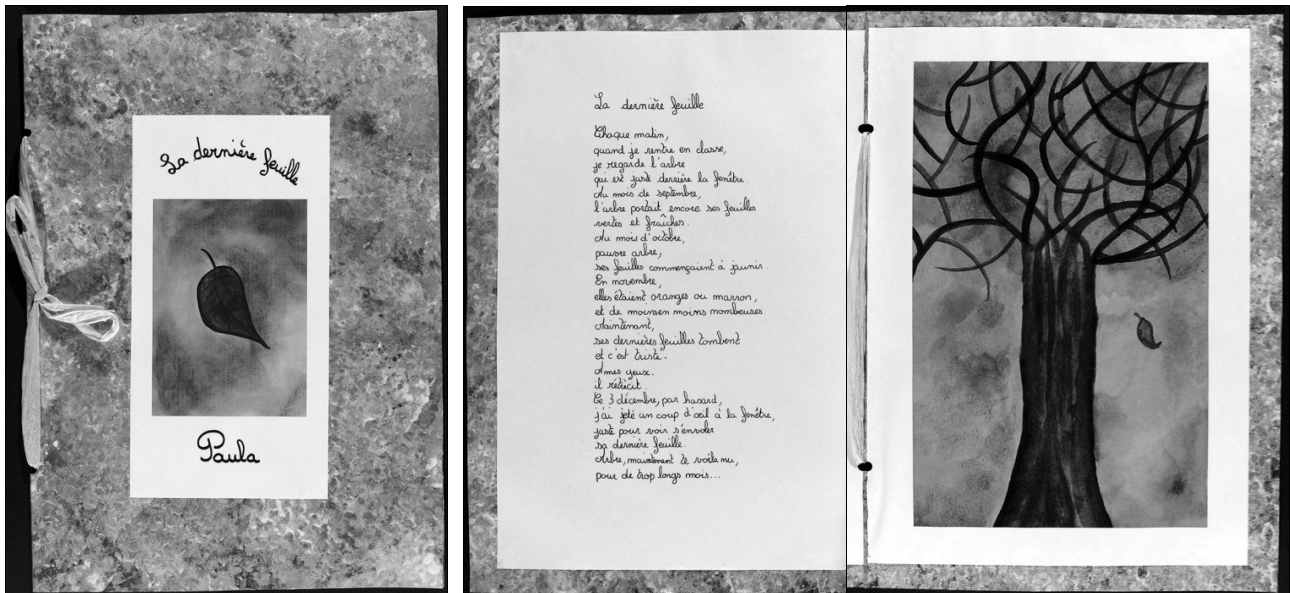 La dernière feuille
Paula
La dernière feuille
Chaque matin,
quand je rentre en classe,
je regarde l'arbre
qui est juste derrière la fenêtre.
Au mois de septembre,
l'arbre portait encore ses feuilles
vertes et fraîches.
Au mois d'octobre,
pauvre arbre,
ses feuilles commençaient à jaunir.
En novembre,
elles étaient oranges ou marron,
et de moins en moins nombeuses.
Maintenant,
ses dernières feuilles tombent
et c'est triste.
A mes yeux.
il rétrécit.
Ce 3 décembre, par hasard,
j'ai jeté un coup d'œil à la fenêtre,
juste pour voir s'envoler
sa dernière feuille.
Arbre, maintenant te voila nu,
pour de trop longs mois...